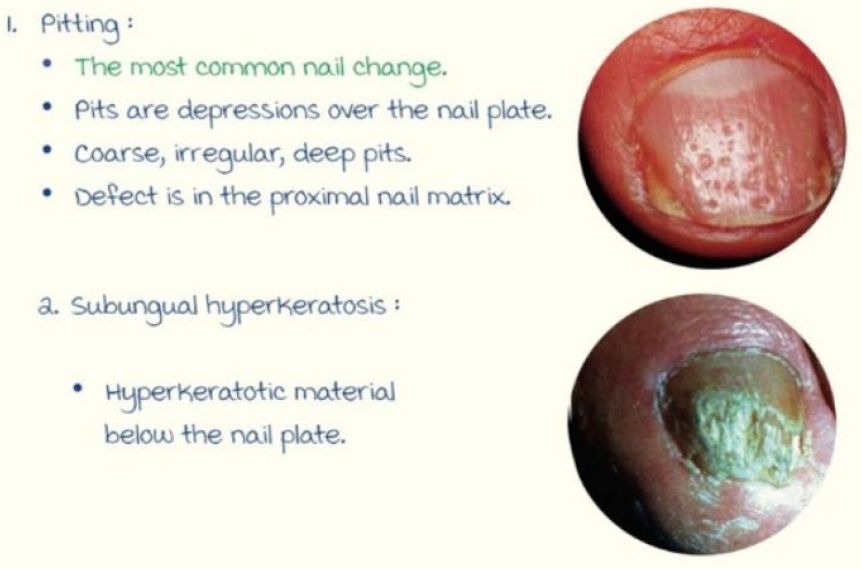 1. Pitting :
• The most common nail change.
• Pits are depressions over the nail plate.
• Coarse, irregular, deep pits.
• Defect is in the proximal nail matrix.
2. Subungual hyperkeratosis :
• Hyperkeratotic material
below the nail plate.